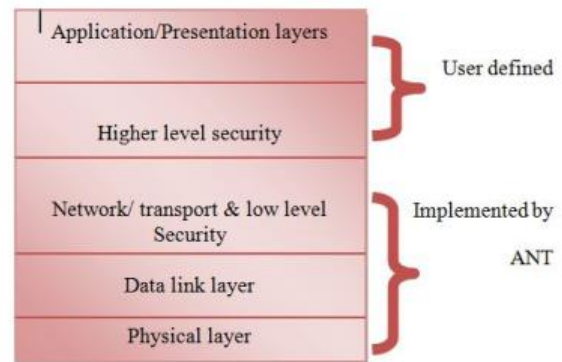 Application/Presentation layers
User defined
Higher level security
Network/ transport & low level
Security
Implemented by
ANT
Data link layer
Physical layer